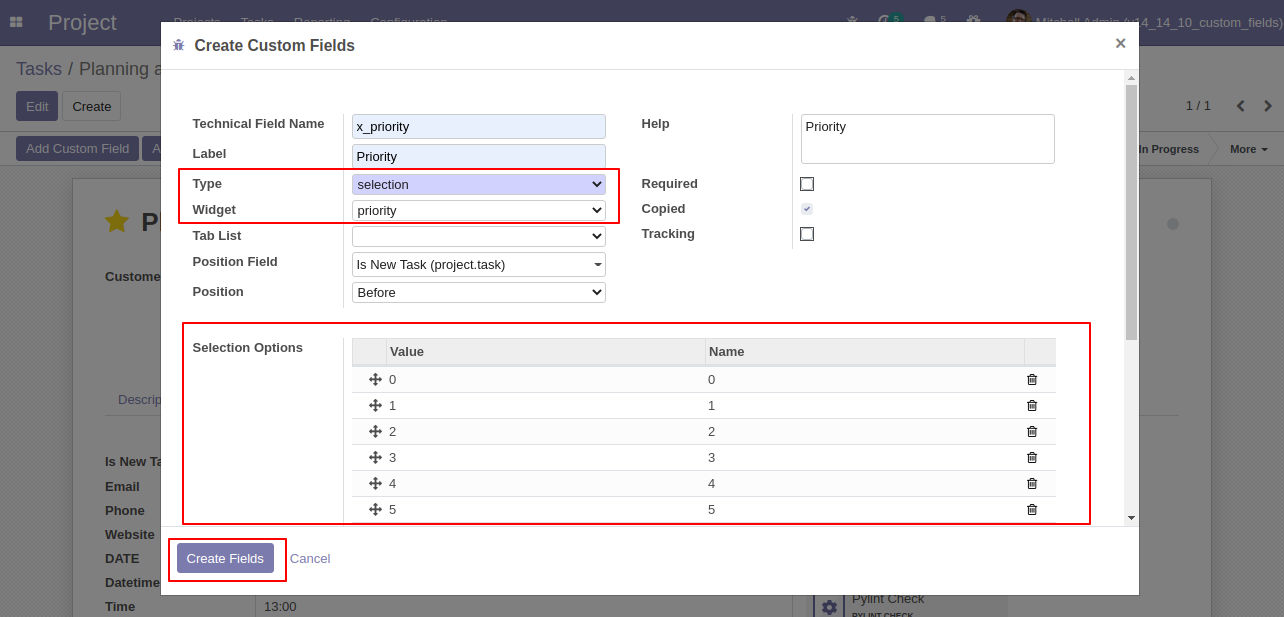 Project Projects Tasks Reporting Configuration 5 5 Mitchell Admin (v14_14_10_custom_fields)
Create Custom Fields ×
Tasks / Planning a
Edit Create 1 / 1
Add Custom Field A In Progress More
Technical Field Name x_priority Help Priority
Label Priority
Type selection Required
Widget priority Copied
Tab List Tracking
Position Field Is New Task (project.task)
Position Before
Pl
Custome
Selection Options Value Name
0 0
1 1
2 2
3 3
4 4
5 5
Descrip
Is New Ta
Email
Phone
Website
DATE
Datetime
Time 13:00
Create Fields Cancel
Pylint Check
PYLINT CHECK